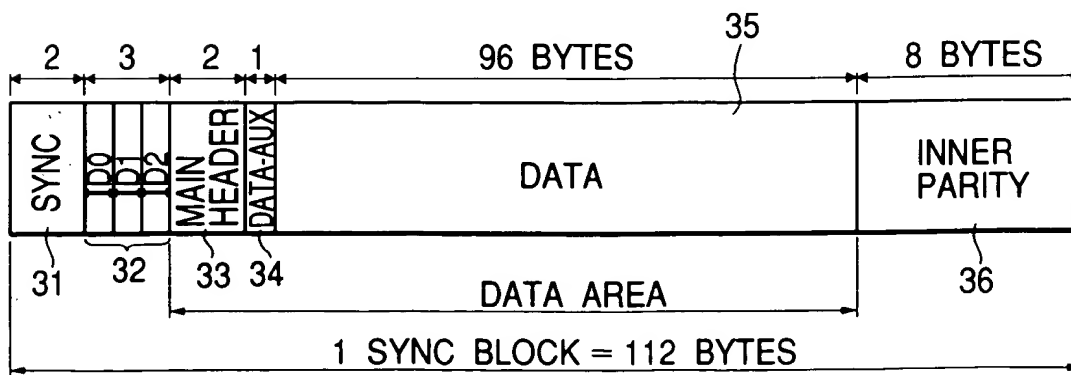 35
2 3 2 1 96 BYTES 8 BYTES
SYNC
ID0
ID1
ID2
MAIN
HEADER
DATA-AUX
DATA
INNER
PARITY
31 32 33 34 36
DATA AREA
1 SYNC BLOCK = 112 BYTES